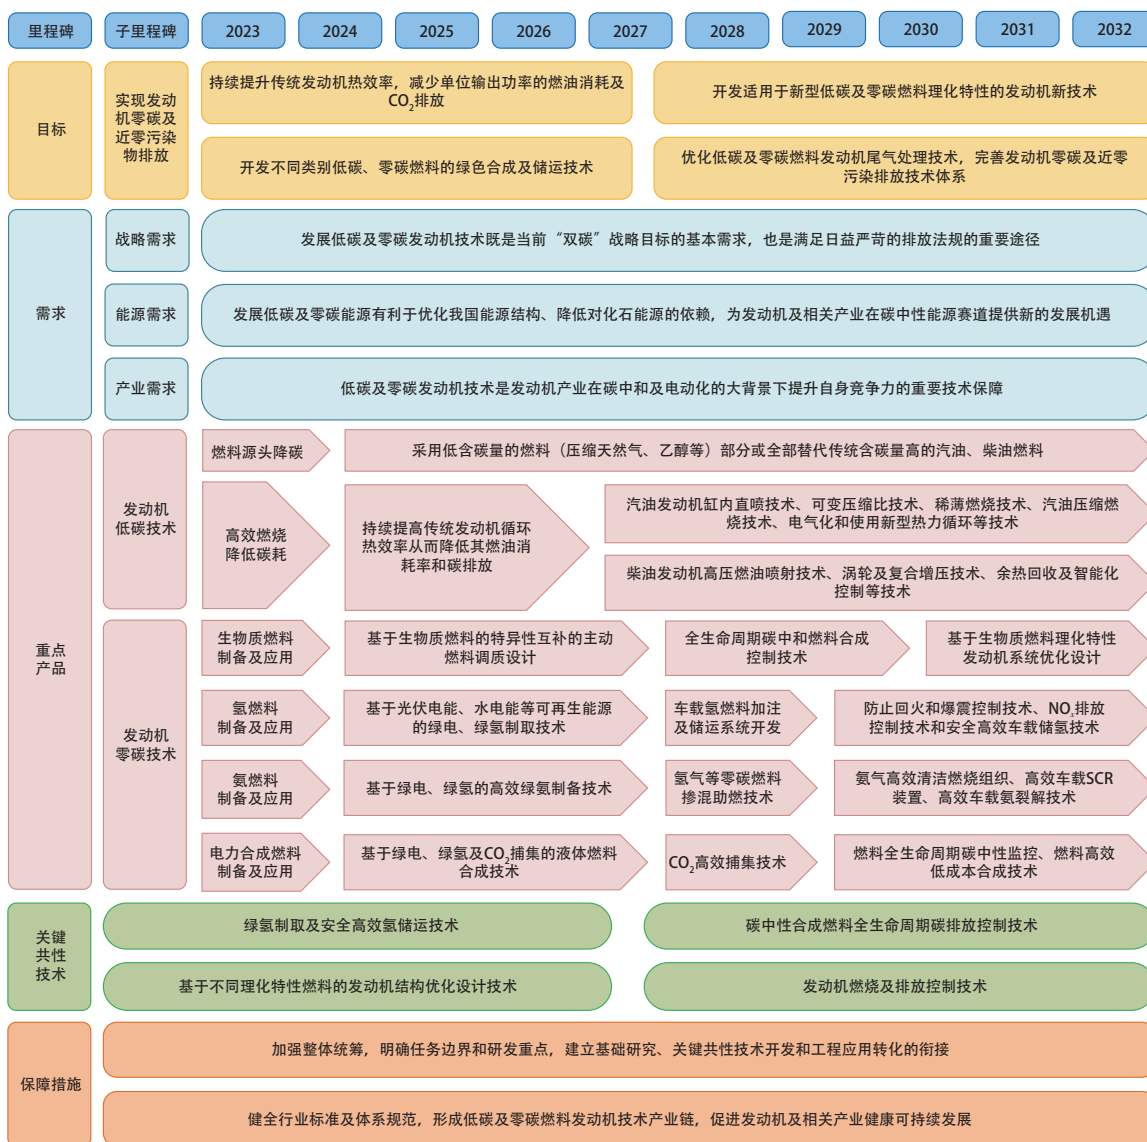 里程碑
子里程碑
2023
2024
2025
2026
2027
2028
2029
2030
2031
2032
目标
实现发动
机零碳及
近零污染
物排放
持续提升传统发动机热效率，减少单位输出功率的燃油消耗及
CO₂排放
开发适用于新型低碳及零碳燃料理化特性的发动机新技术
开发不同类别低碳、零碳燃料的绿色合成及储运技术
优化低碳及零碳燃料发动机尾气处理技术，完善发动机零碳及近零
污染排放技术体系
需求
战略需求
发展低碳及零碳发动机技术既是当前“双碳”战略目标的基本需求，也是满足日益严苛的排放法规的重要途径
能源需求
发展低碳及零碳能源有利于优化我国能源结构、降低对化石能源的依赖，为发动机及相关产业在碳中性能源赛道提供新的发展机遇
产业需求
低碳及零碳发动机技术是发动机产业在碳中和及电动化的大背景下提升自身竞争力的重要技术保障
重点
产品
发动机
低碳技术
燃料源头降碳
采用低含碳量的燃料（压缩天然气、乙醇等）部分或全部替代传统含碳量高的汽油、柴油燃料
高效燃烧
降低碳耗
持续提高传统发动机循环
热效率从而降低其燃油消
耗率和碳排放
汽油发动机缸内直喷技术、可变压缩比技术、稀薄燃烧技术、汽油压缩燃
烧技术、电气化和使用新型热力循环等技术
柴油发动机高压燃油喷射技术、涡轮及复合增压技术、余热回收及智能化
控制等技术
发动机
零碳技术
生物质燃料
制备及应用
基于生物质燃料的特异性互补的主动
燃料调质设计
全生命周期碳中和燃料合成
控制技术
基于生物质燃料理化特性
发动机系统优化设计
氢燃料
制备及应用
基于光伏电能、水电能等可再生能源
的绿电、绿氢制取技术
车载氢燃料加注
及储运系统开发
防止回火和爆震控制技术、NOₓ排放
控制技术和安全高效车载储氢技术
氨燃料
制备及应用
基于绿电、绿氢的高效绿氨制备技术
氢气等零碳燃料
掺混助燃技术
氨气高效清洁燃烧组织、高效车载SCR
装置、高效车载氨裂解技术
电力合成燃料
制备及应用
基于绿电、绿氢及CO₂捕集的液体燃料
合成技术
CO₂高效捕集技术
燃料全生命周期碳中性监控、燃料高效
低成本合成技术
关键
共性
技术
绿氢制取及安全高效氢储运技术
碳中性合成燃料全生命周期碳排放控制技术
基于不同理化特性燃料的发动机结构优化设计技术
发动机燃烧及排放控制技术
保障措施
加强整体统筹，明确任务边界和研发重点，建立基础研究、关键共性技术开发和工程应用转化的衔接
健全行业标准及体系规范，形成低碳及零碳燃料发动机技术产业链，促进发动机及相关产业健康可持续发展